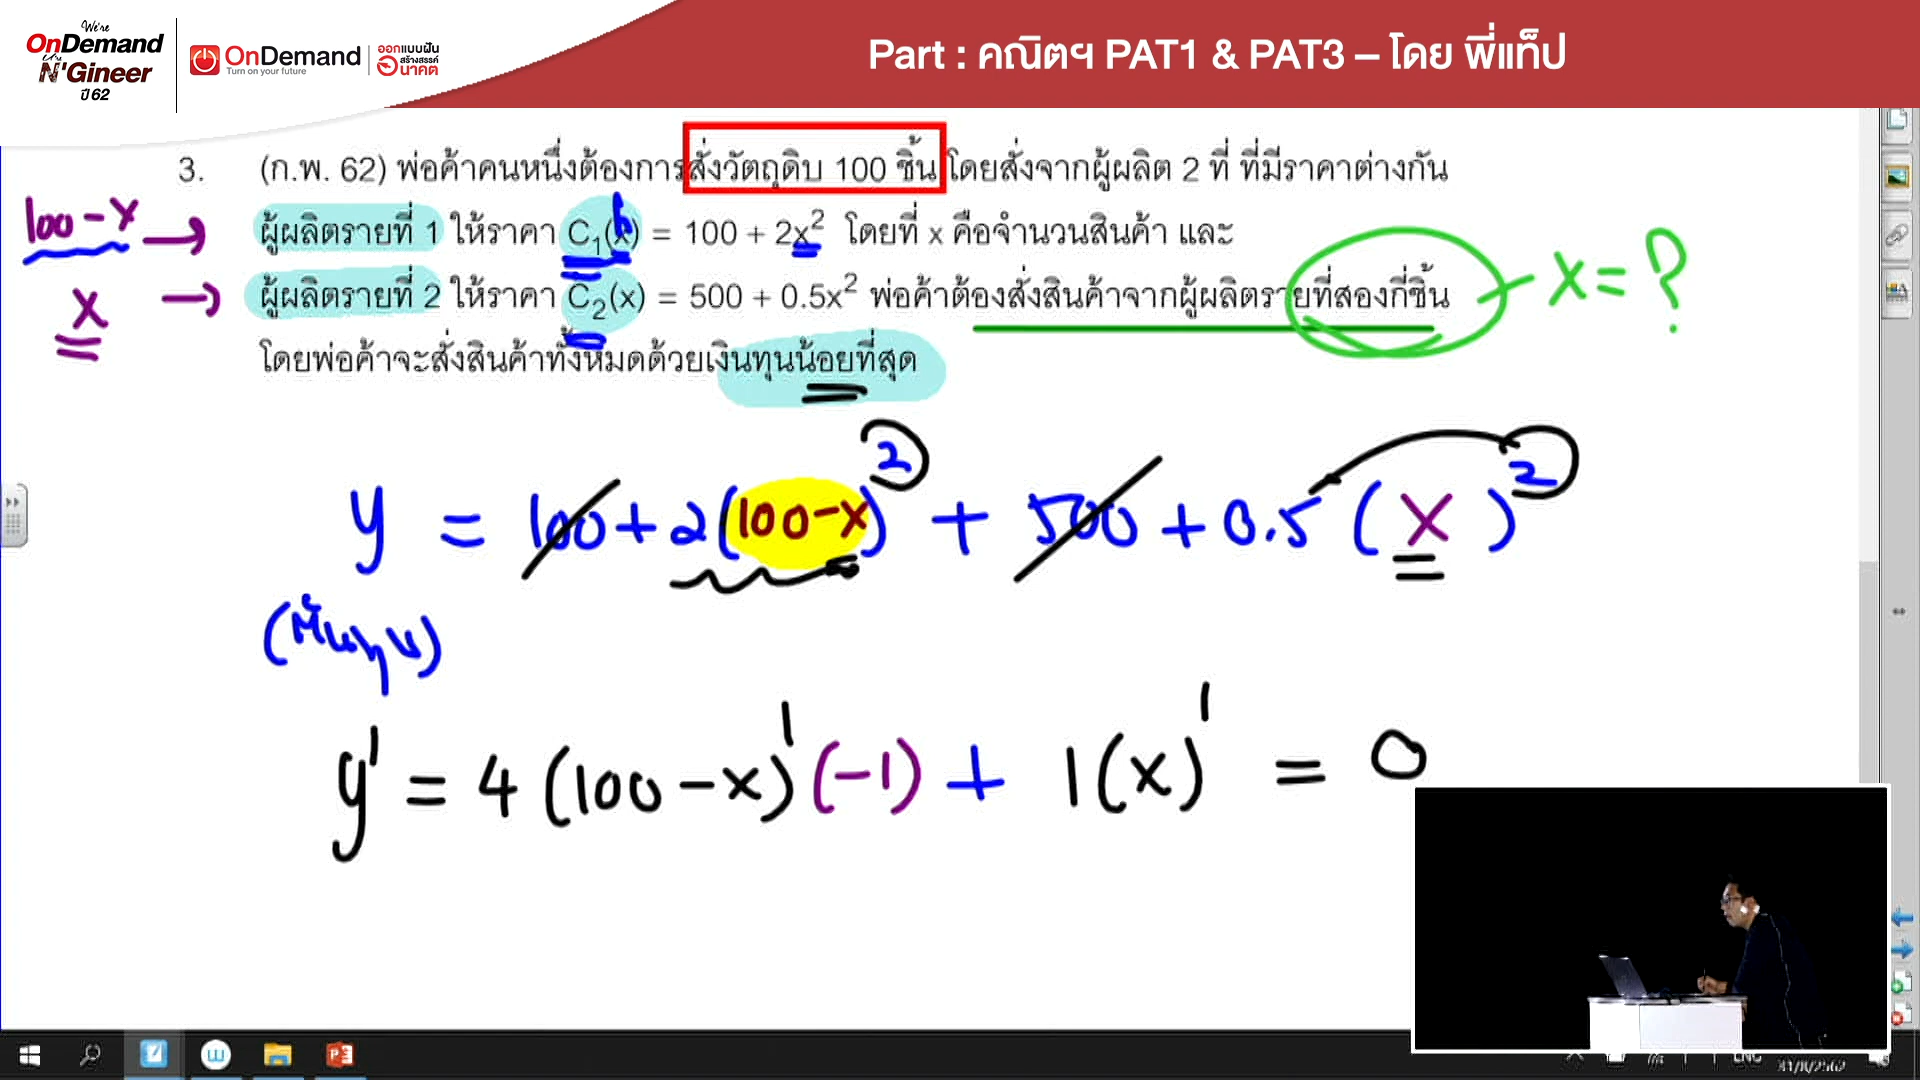 We're
OnDemand
N'Gineer
ปี 62
OnDemand
Turn on your future
ออกแบบฝัน
สร้างสรรค์
อนาคต
Part : คณิตฯ PAT1 & PAT3 – โดย พี่แท็ป
3. (ก.พ. 62) พ่อค้าคนหนึ่งต้องการสั่งวัตถุดิบ 100 ชิ้น โดยสั่งจากผู้ผลิต 2 ที่ ที่มีราคาต่างกัน
100-x → ผู้ผลิตรายที่ 1 ให้ราคา C₁(x) = 100 + 2x² โดยที่ x คือจำนวนสินค้า และ
x → ผู้ผลิตรายที่ 2 ให้ราคา C₂(x) = 500 + 0.5x² พ่อค้าต้องสั่งสินค้าจากผู้ผลิตรายที่สองกี่ชิ้น x = ?
โดยพ่อค้าจะสั่งสินค้าทั้งหมดด้วยเงินทุนน้อยที่สุด
y = 100 + 2(100-x)² + 500 + 0.5(x)²
(ต้นทุน)
y' = 4(100-x)¹(-1) + 1(x)¹ = 0
ENG
31/8/2562